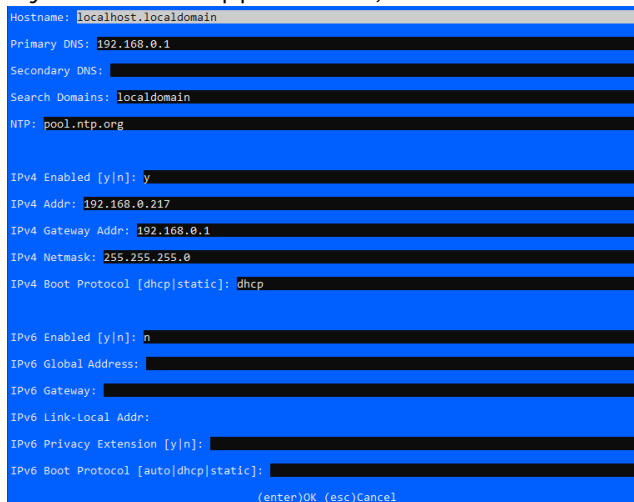 Hostname: localhost.localdomain
Primary DNS: 192.168.0.1
Secondary DNS:
Search Domains: localdomain
NTP: pool.ntp.org
IPv4 Enabled [y|n]: y
IPv4 Addr: 192.168.0.217
IPv4 Gateway Addr: 192.168.0.1
IPv4 Netmask: 255.255.255.0
IPv4 Boot Protocol [dhcp|static]: dhcp
IPv6 Enabled [y|n]: n
IPv6 Global Address:
IPv6 Gateway:
IPv6 Link-Local Addr:
IPv6 Privacy Extension [y|n]:
IPv6 Boot Protocol [auto|dhcp|static]:
(enter)OK (esc)Cancel